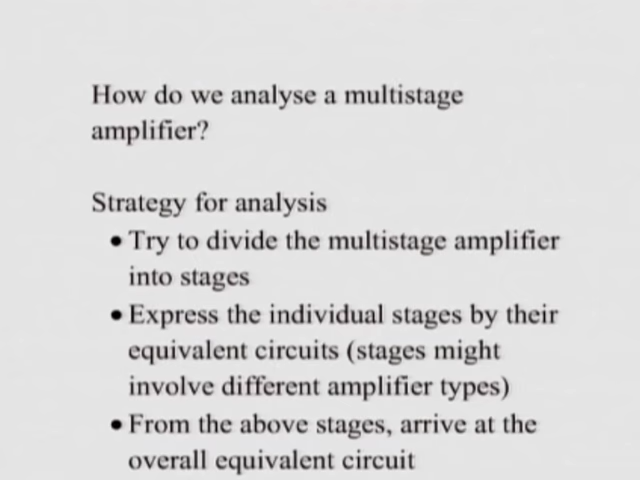 How do we analyse a multistage
amplifier?
Strategy for analysis
• Try to divide the multistage amplifier
into stages
• Express the individual stages by their
equivalent circuits (stages might
involve different amplifier types)
• From the above stages, arrive at the
overall equivalent circuit